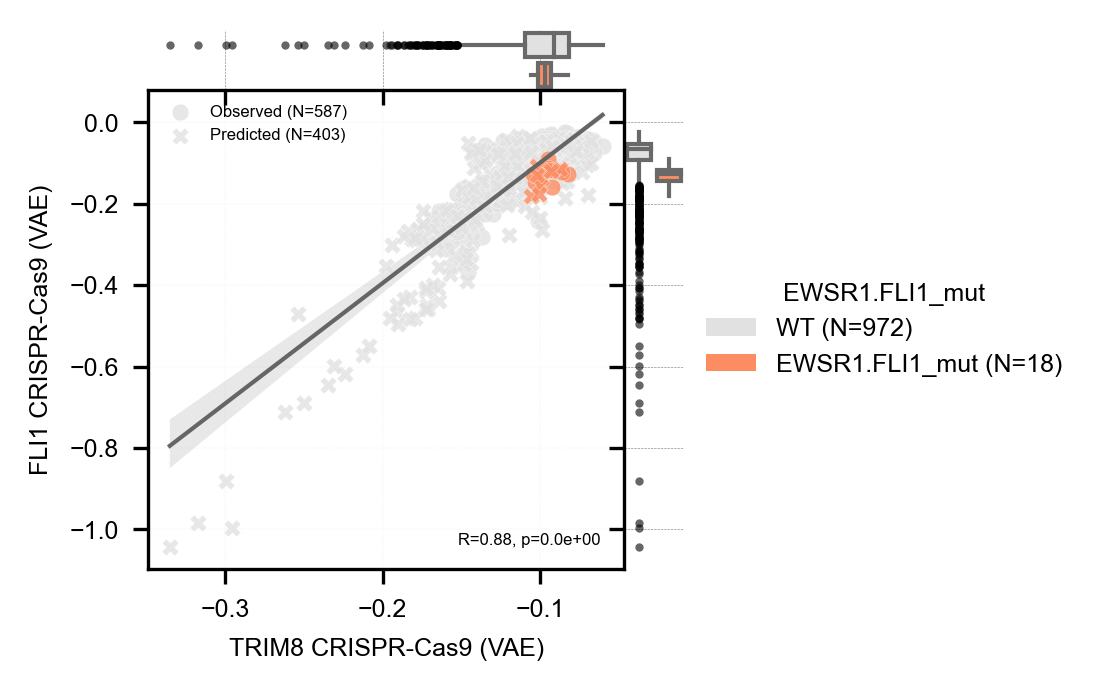 Observed (N=587)
Predicted (N=403)
0.0
−0.2
−0.4
−0.6
−0.8
−1.0
FLI1 CRISPR-Cas9 (VAE)
R=0.88, p=0.0e+00
−0.3
−0.2
−0.1
TRIM8 CRISPR-Cas9 (VAE)
EWSR1.FLI1_mut
WT (N=972)
EWSR1.FLI1_mut (N=18)